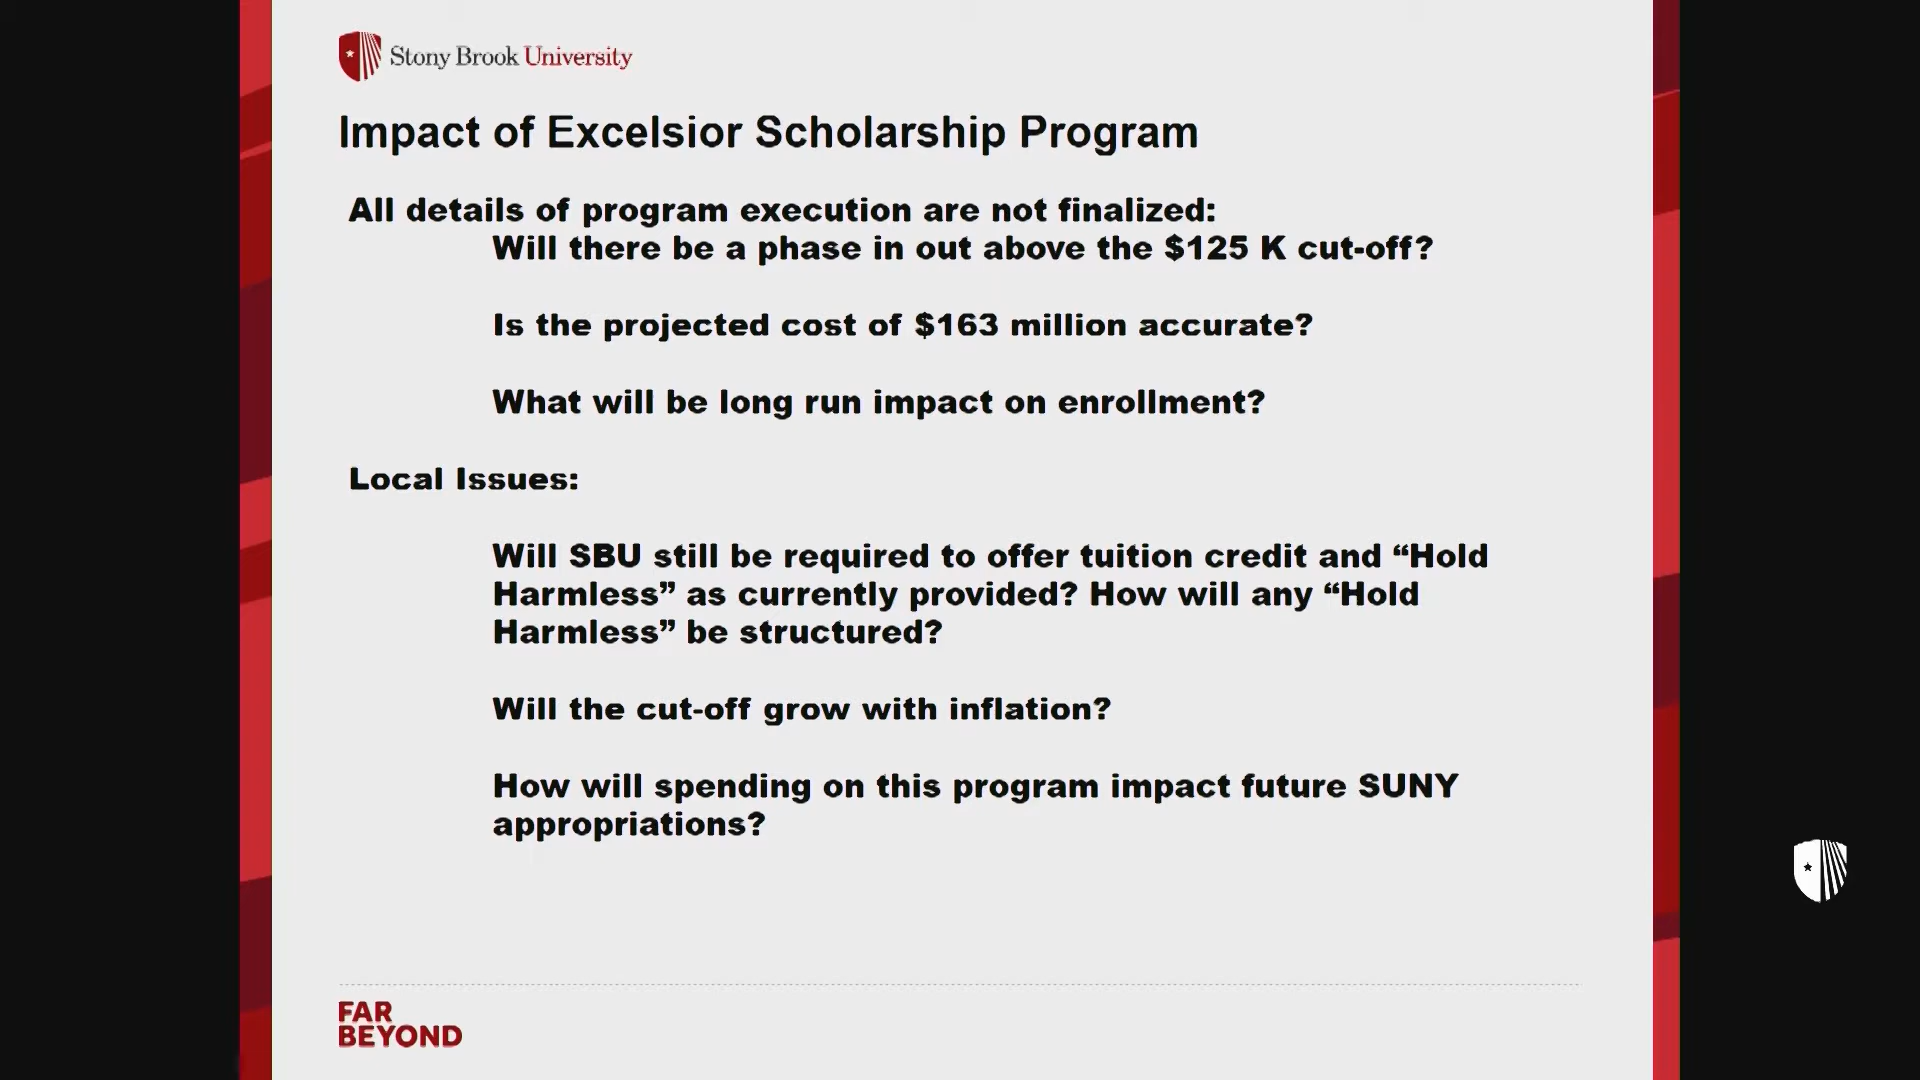 Stony Brook University
Impact of Excelsior Scholarship Program
All details of program execution are not finalized:
Will there be a phase in out above the $125 K cut-off?
Is the projected cost of $163 million accurate?
What will be long run impact on enrollment?
Local Issues:
Will SBU still be required to offer tuition credit and “Hold
Harmless” as currently provided? How will any “Hold
Harmless” be structured?
Will the cut-off grow with inflation?
How will spending on this program impact future SUNY
appropriations?
FAR
BEYOND